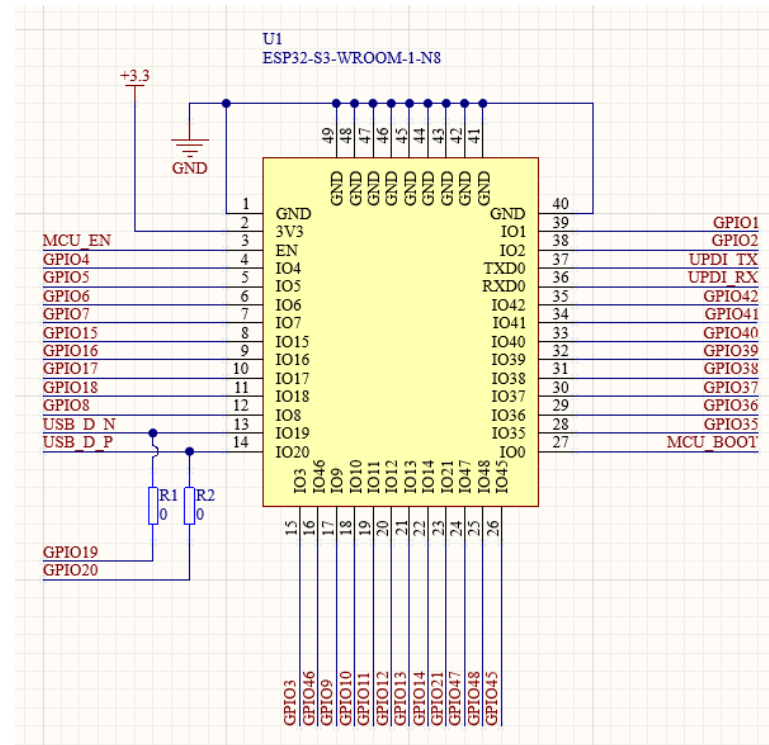 U1
ESP32-S3-WROOM-1-N8
+3.3
GND
49 48 47 46 45 44 43 42 41
GND GND GND GND GND GND GND GND GND
1 GND GND 40
2 3V3 IO1 39 GPIO1
MCU_EN 3 EN IO2 38 GPIO2
GPIO4 4 IO4 TXD0 37 UPDI_TX
GPIO5 5 IO5 RXD0 36 UPDI_RX
GPIO6 6 IO6 IO42 35 GPIO42
GPIO7 7 IO7 IO41 34 GPIO41
GPIO15 8 IO15 IO40 33 GPIO40
GPIO16 9 IO16 IO39 32 GPIO39
GPIO17 10 IO17 IO38 31 GPIO38
GPIO18 11 IO18 IO37 30 GPIO37
GPIO8 12 IO8 IO36 29 GPIO36
USB_D_N 13 IO19 IO35 28 GPIO35
USB_D_P 14 IO20 IO0 27 MCU_BOOT
IO3 IO46 IO9 IO10 IO11 IO12 IO13 IO14 IO21 IO47 IO48 IO45
R1 R2
0 0
15 16 17 18 19 20 21 22 23 24 25 26
GPIO19
GPIO20
GPIO3 GPIO46 GPIO9 GPIO10 GPIO11 GPIO12 GPIO13 GPIO14 GPIO21 GPIO47 GPIO48 GPIO45